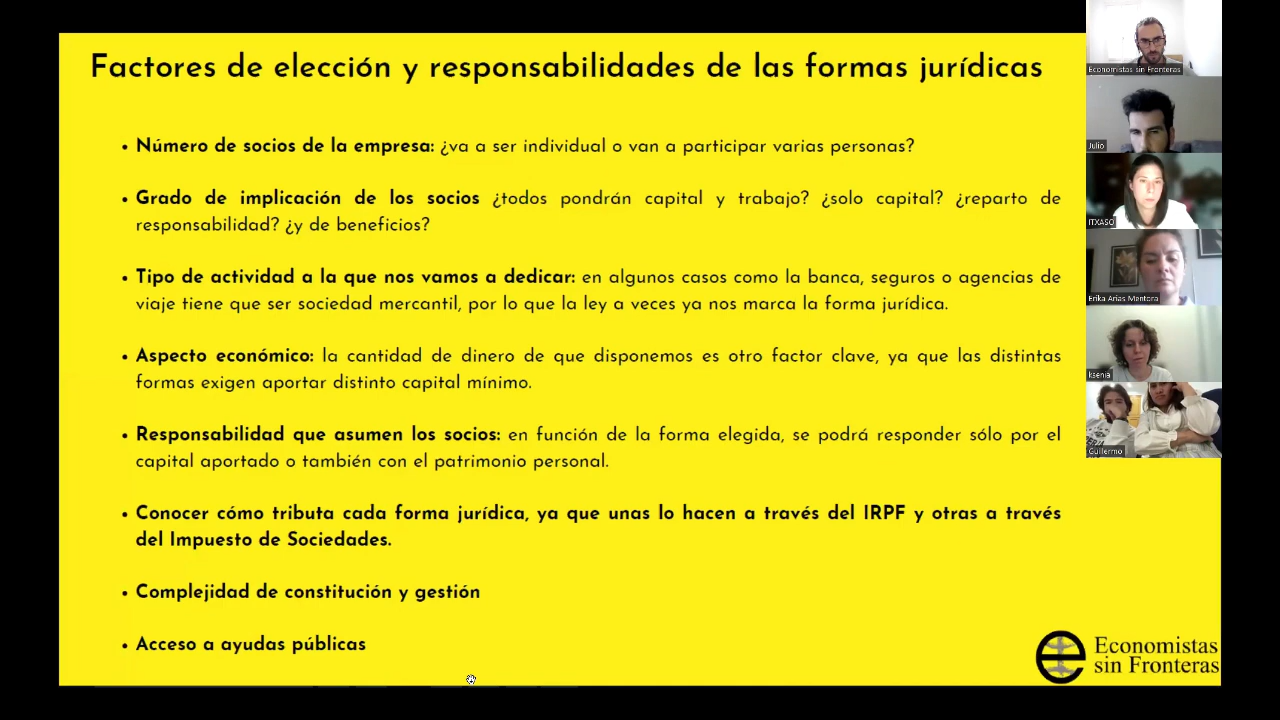 Factores de elección y responsabilidades de las formas jurídicas
• Número de socios de la empresa: ¿va a ser individual o van a participar varias personas?
• Grado de implicación de los socios ¿todos pondrán capital y trabajo? ¿solo capital? ¿reparto de
responsabilidad? ¿y de beneficios?
• Tipo de actividad a la que nos vamos a dedicar: en algunos casos como la banca, seguros o agencias de
viaje tiene que ser sociedad mercantil, por lo que la ley a veces ya nos marca la forma jurídica.
• Aspecto económico: la cantidad de dinero de que disponemos es otro factor clave, ya que las distintas
formas exigen aportar distinto capital mínimo.
• Responsabilidad que asumen los socios: en función de la forma elegida, se podrá responder sólo por el
capital aportado o también con el patrimonio personal.
• Conocer cómo tributa cada forma jurídica, ya que unas lo hacen a través del IRPF y otras a través
del Impuesto de Sociedades.
• Complejidad de constitución y gestión
• Acceso a ayudas públicas
Economistas
sin Fronteras
Economistas sin Fronteras
Julio
ITXASO
Erika Arias Mentora
ksenia
Guillermo